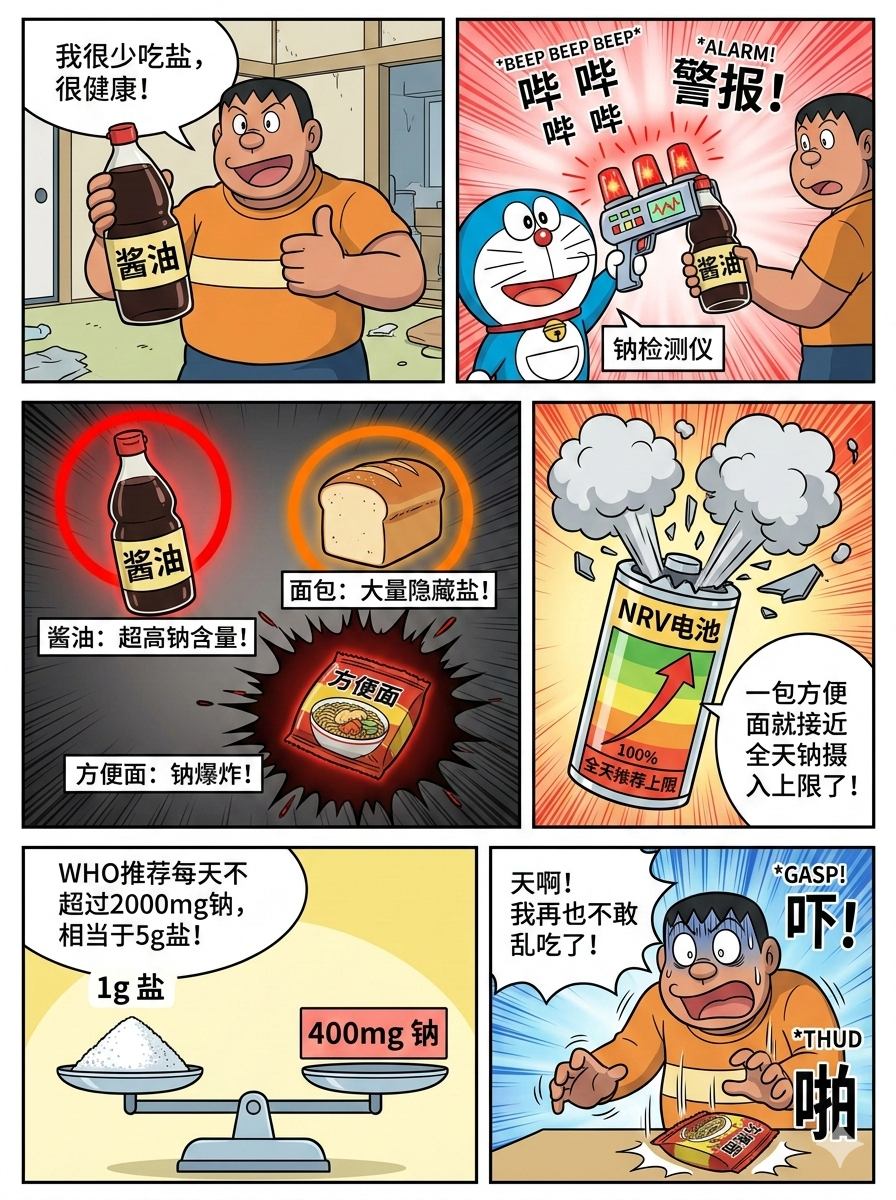 我很少吃盐，
很健康！
酱油
*BEEP BEEP BEEP*
哔 哔
哔 哔
*ALARM!
警报！
酱油
钠检测仪
酱油
酱油：超高钠含量！
面包：大量隐藏盐！
方便面
方便面：钠爆炸！
NRV电池
100%
全天推荐上限
一包方便
面就接近
全天钠摄
入上限了！
WHO推荐每天不
超过2000mg钠，
相当于5g盐！
1g 盐
400mg 钠
天啊！
我再也不敢
乱吃了！
*GASP!
吓！
*THUD
啪
方便面